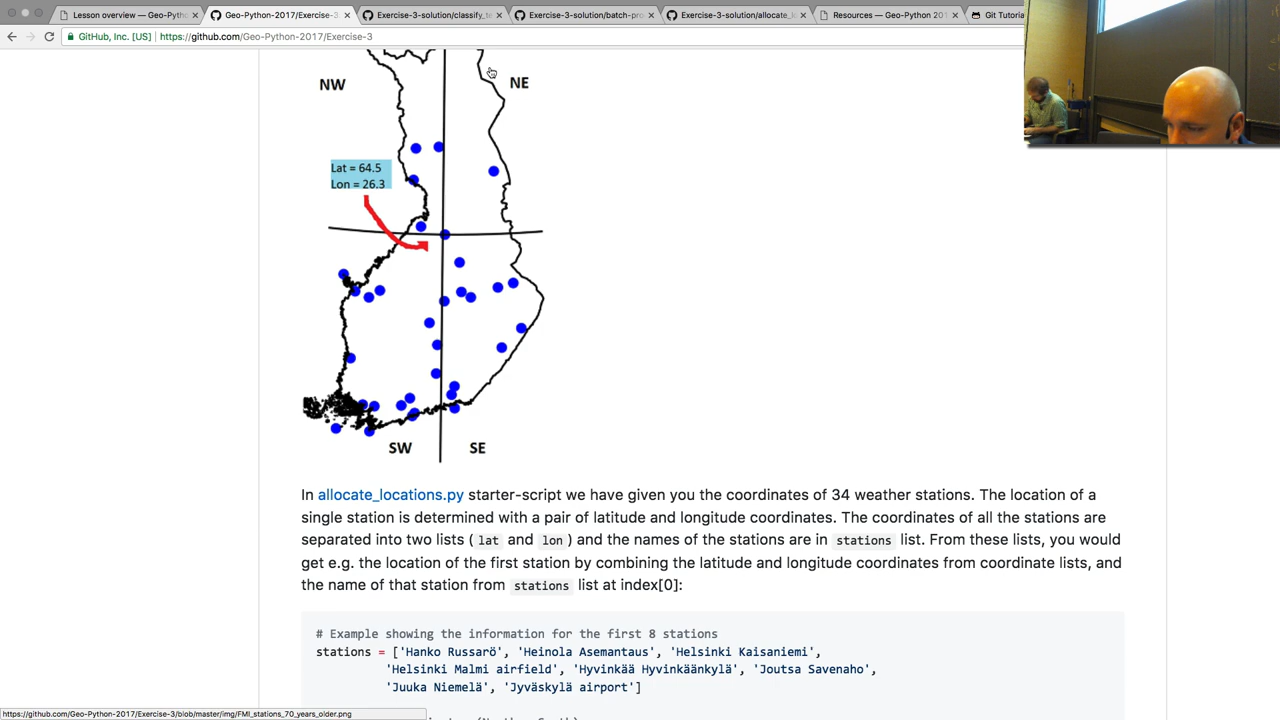 Lesson overview — Geo-Pytho
Geo-Python-2017/Exercise-3
Exercise-3-solution/classify_te
Exercise-3-solution/batch-pro
Exercise-3-solution/allocate_l
Resources — Geo-Python 201
Git Tutoria
GitHub, Inc. [US]
https://github.com/Geo-Python-2017/Exercise-3
NW
NE
Lat = 64.5
Lon = 26.3
SW
SE
In allocate_locations.py starter-script we have given you the coordinates of 34 weather stations. The location of a
single station is determined with a pair of latitude and longitude coordinates. The coordinates of all the stations are
separated into two lists ( lat and lon ) and the names of the stations are in stations list. From these lists, you would
get e.g. the location of the first station by combining the latitude and longitude coordinates from coordinate lists, and
the name of that station from stations list at index[0]:
# Example showing the information for the first 8 stations
stations = ['Hanko Russarö', 'Heinola Asemantaus', 'Helsinki Kaisaniemi',
'Helsinki Malmi airfield', 'Hyvinkää Hyvinkäänkylä', 'Joutsa Savenaho',
'Juuka Niemelä', 'Jyväskylä airport']
https://github.com/Geo-Python-2017/Exercise-3/blob/master/img/FMI_stations_70_years_older.png